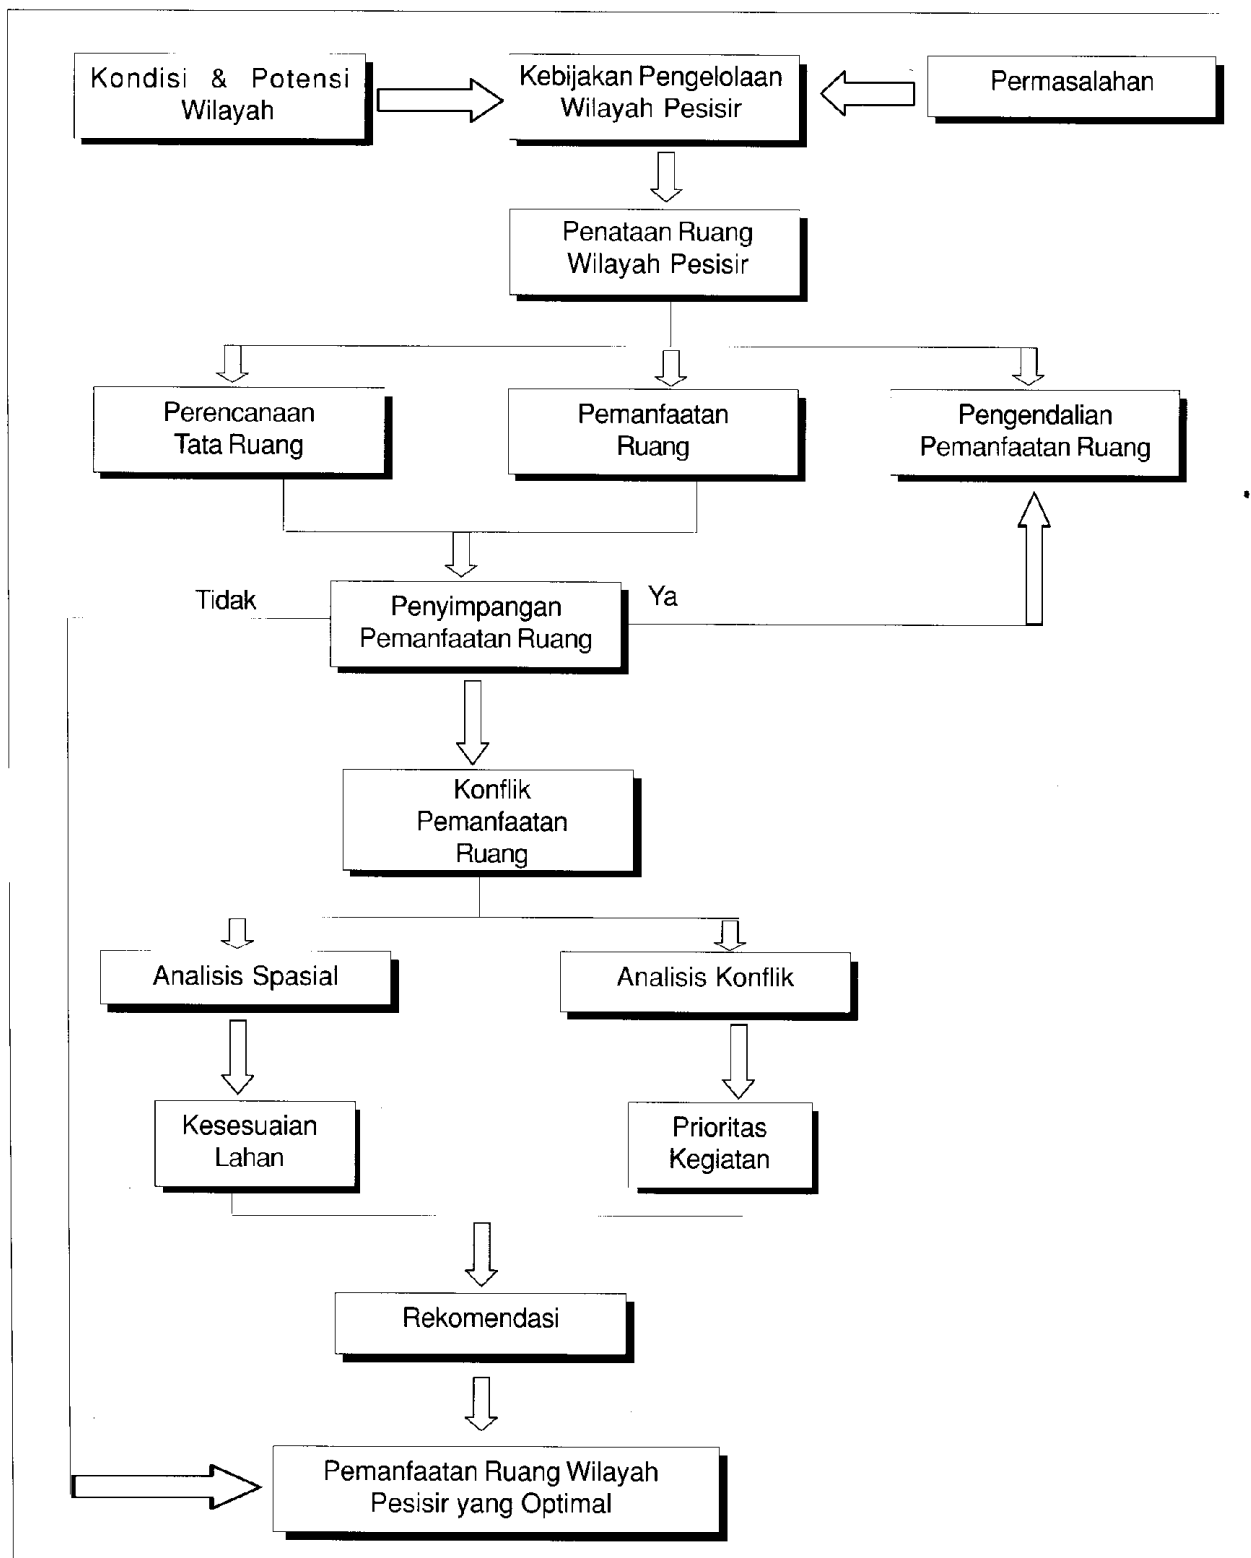 Kondisi & Potensi
Wilayah
Kebijakan Pengelolaan
Wilayah Pesisir
Permasalahan
Penataan Ruang
Wilayah Pesisir
Perencanaan
Tata Ruang
Pemanfaatan
Ruang
Pengendalian
Pemanfaatan Ruang
Tidak
Penyimpangan
Pemanfaatan Ruang
Ya
Konflik
Pemanfaatan
Ruang
Analisis Spasial
Analisis Konflik
Kesesuaian
Lahan
Prioritas
Kegiatan
Rekomendasi
Pemanfaatan Ruang Wilayah
Pesisir yang Optimal